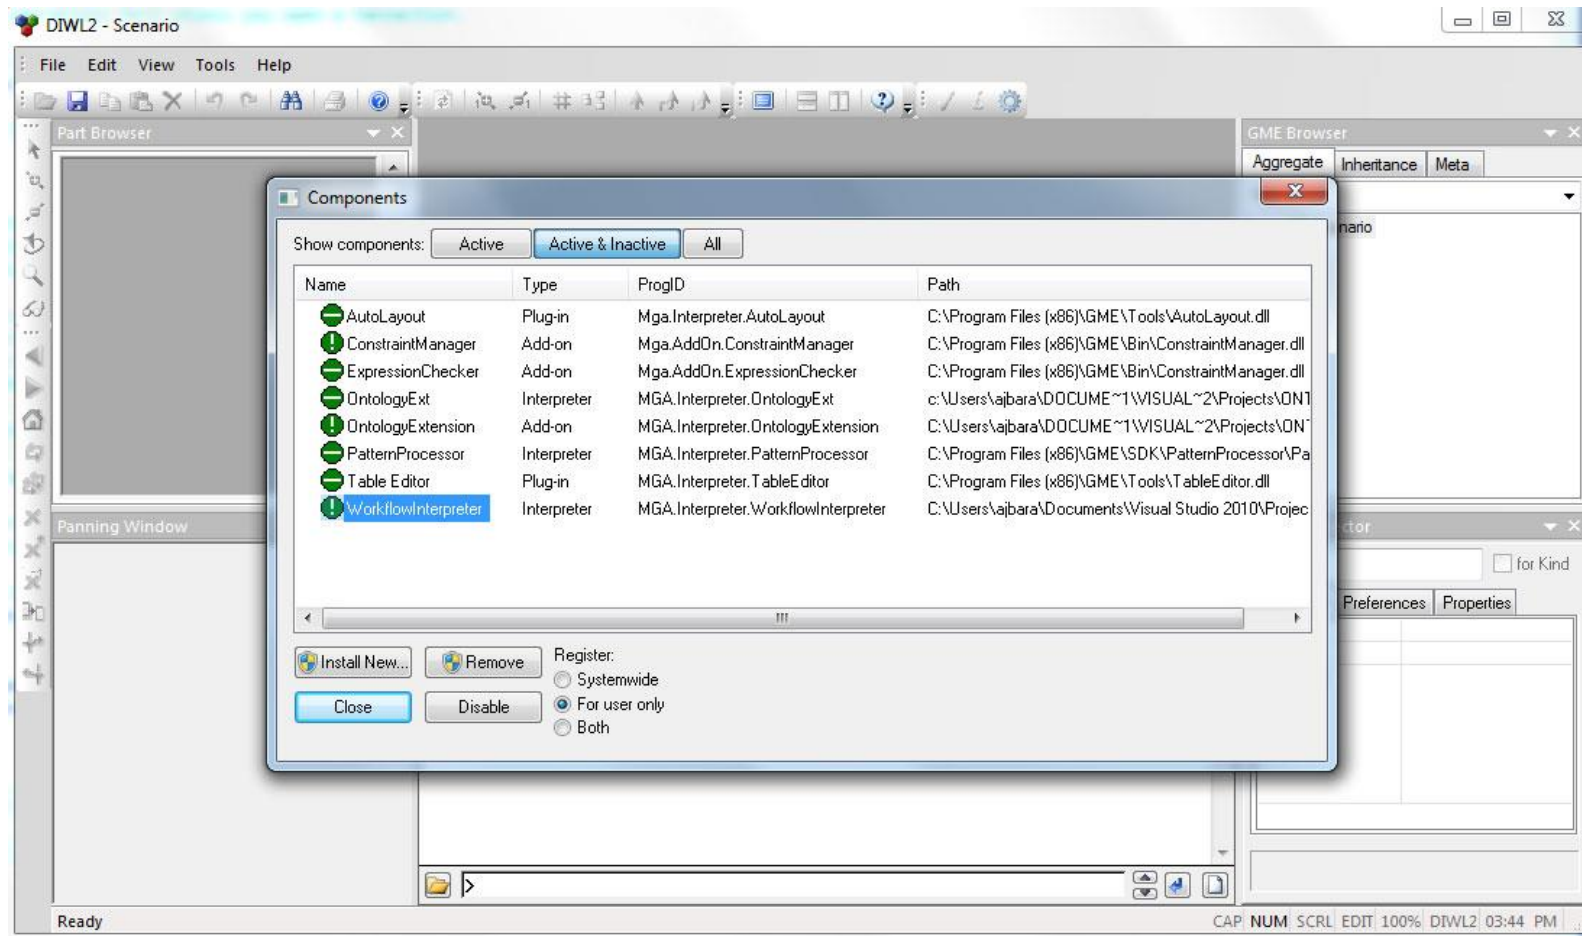 DIWL2 - Scenario
File Edit View Tools Help
Part Browser
GME Browser
Aggregate Inheritance Meta
nario
Components
Show components: Active Active & Inactive All
Name Type ProgID Path
AutoLayout Plug-in Mga.Interpreter.AutoLayout C:\Program Files (x86)\GME\Tools\AutoLayout.dll
ConstraintManager Add-on Mga.AddOn.ConstraintManager C:\Program Files (x86)\GME\Bin\ConstraintManager.dll
ExpressionChecker Add-on Mga.AddOn.ExpressionChecker C:\Program Files (x86)\GME\Bin\ConstraintManager.dll
OntologyExt Interpreter MGA.Interpreter.OntologyExt c:\Users\ajbara\DOCUME~1\VISUAL~2\Projects\ONT
OntologyExtension Add-on MGA.Interpreter.OntologyExtension C:\Users\ajbara\DOCUME~1\VISUAL~2\Projects\ON
PatternProcessor Interpreter MGA.Interpreter.PatternProcessor C:\Program Files (x86)\GME\SDK\PatternProcessor\Pa
Table Editor Plug-in MGA.Interpreter.TableEditor C:\Program Files (x86)\GME\Tools\TableEditor.dll
WorkflowInterpreter Interpreter MGA.Interpreter.WorkflowInterpreter C:\Users\ajbara\Documents\Visual Studio 2010\Projec
Panning Window
ctor
for Kind
Preferences Properties
Install New... Remove
Register:
Systemwide
Close Disable
For user only
Both
>
Ready
CAP NUM SCRL EDIT 100% DIWL2 03:44 PM